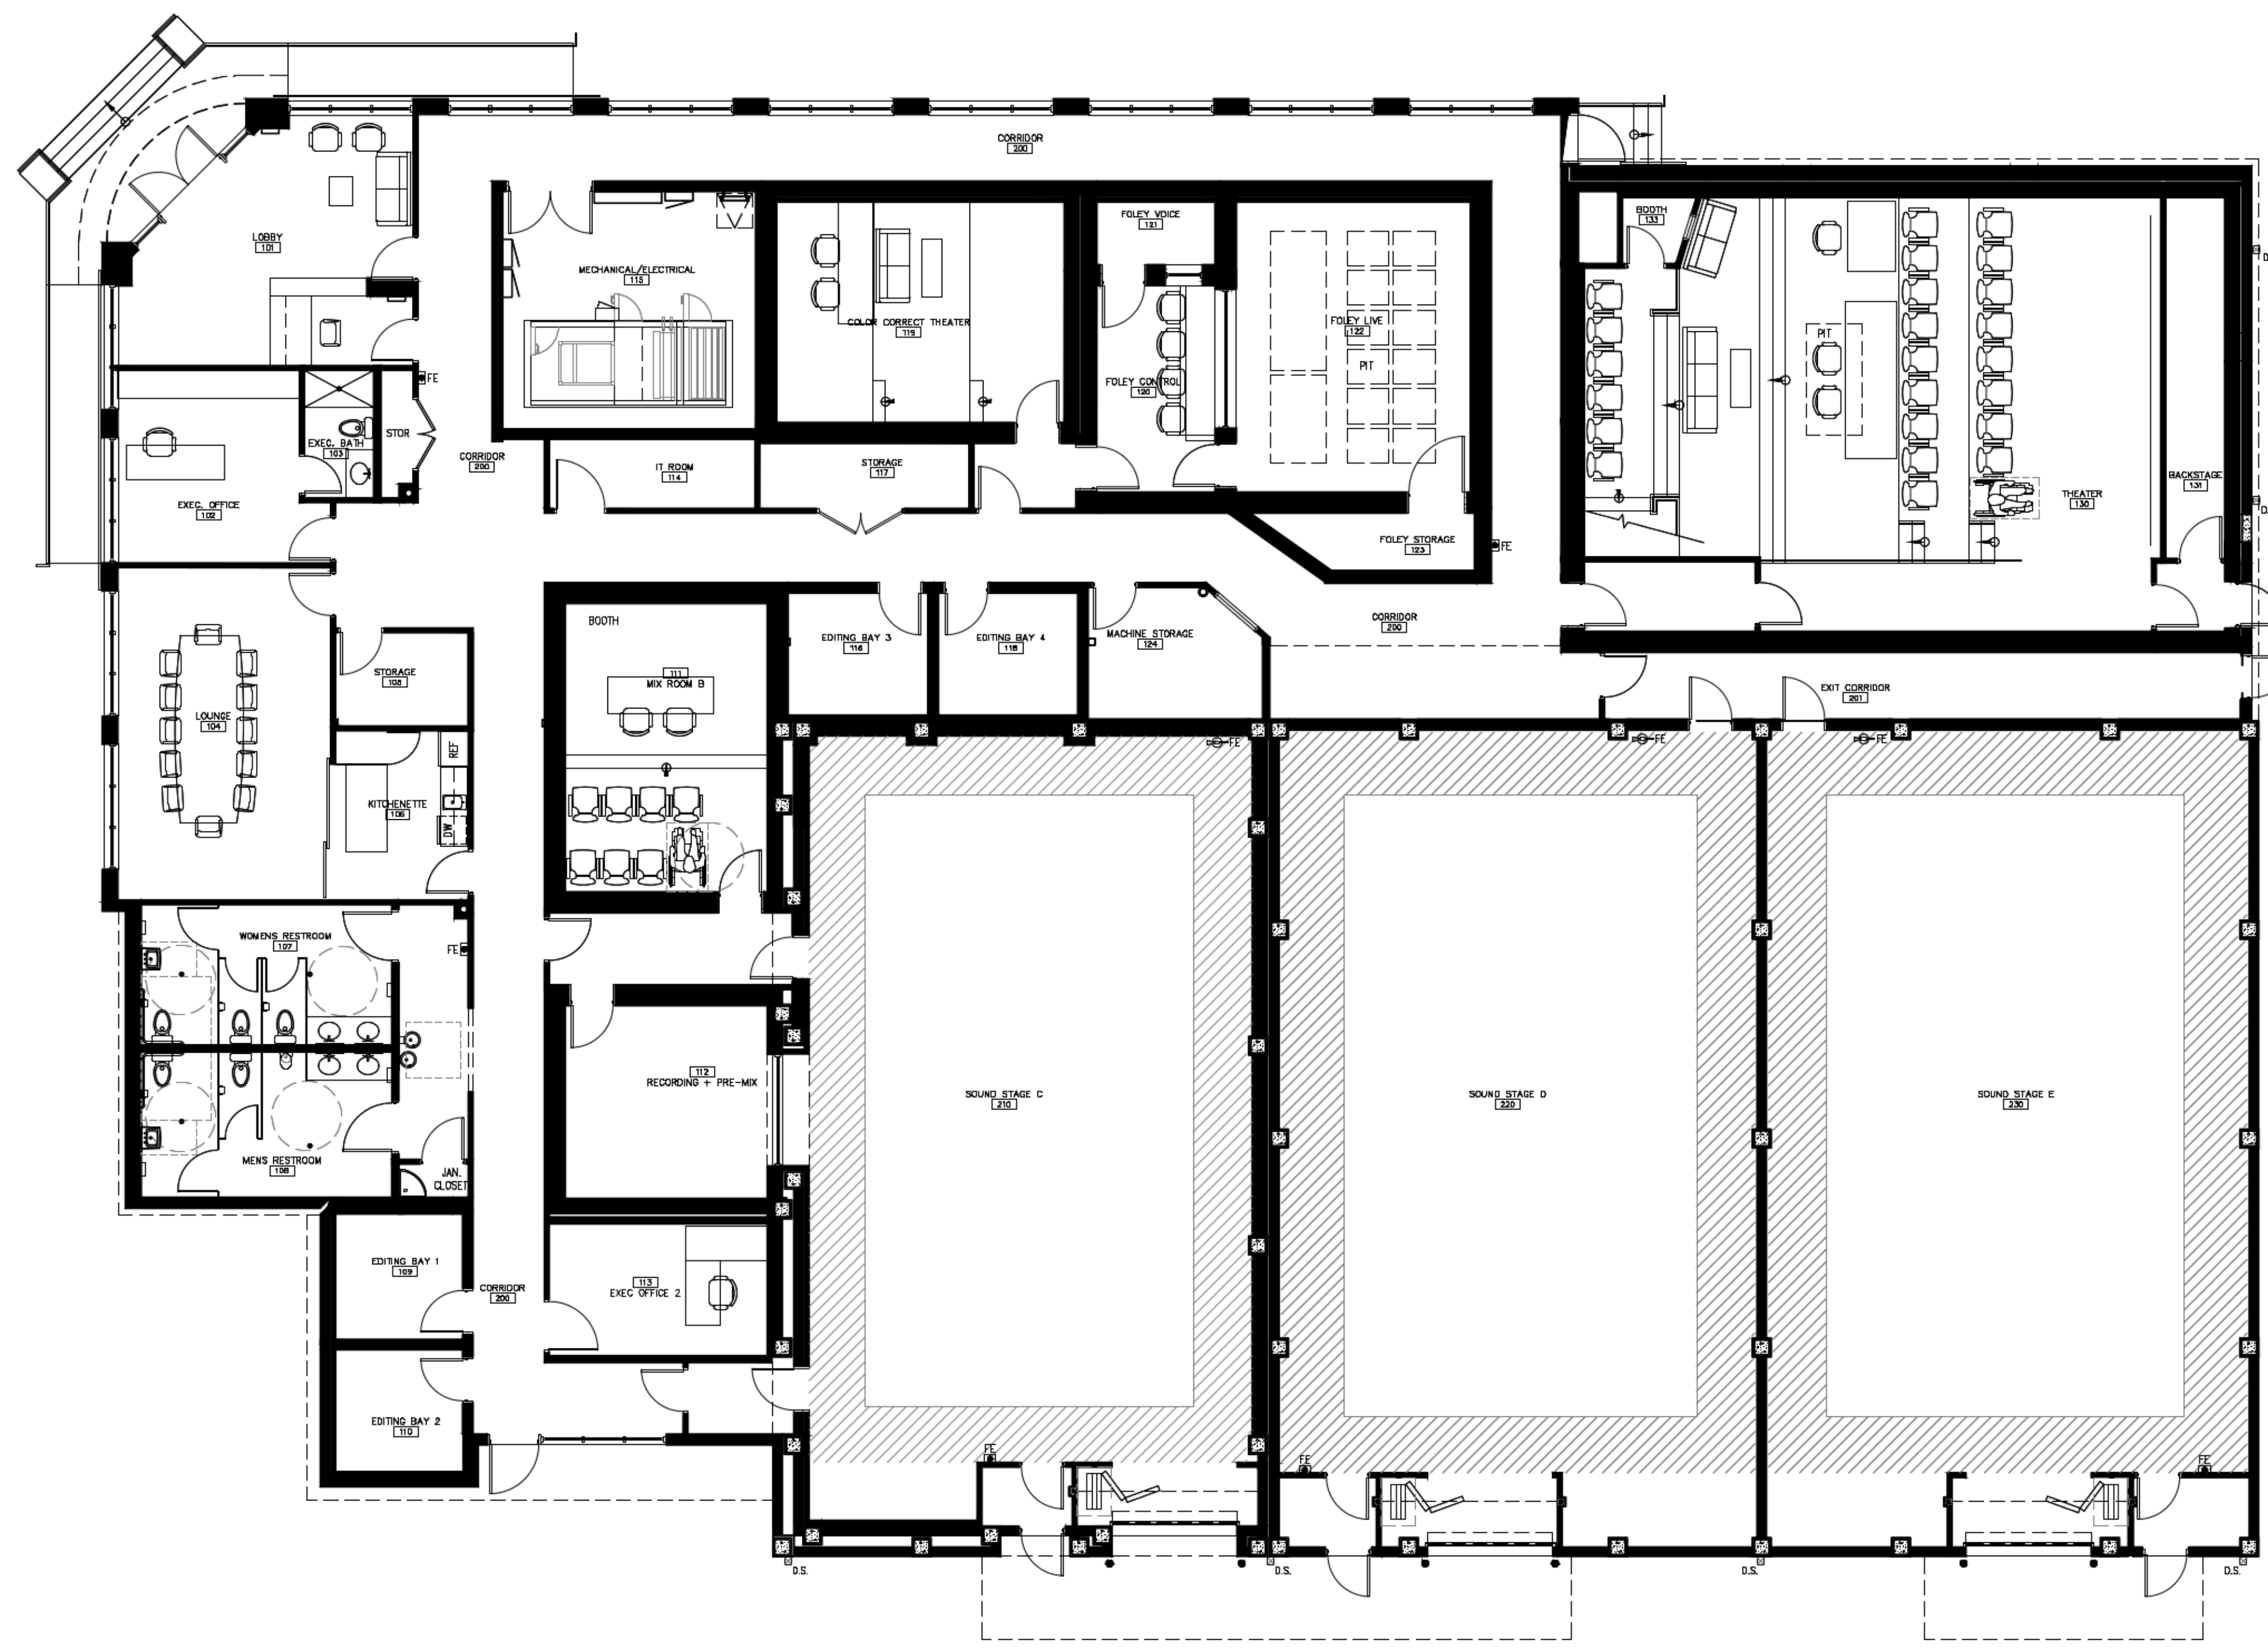 CORRIDOR
200
LOBBY
101
MECHANICAL/ELECTRICAL
115
COLOR CORRECT THEATER
119
FOLEY VOICE
121
FOLEY LIVE
122
PIT
FOLEY CONTROL
120
BOOTH
133
PIT
THEATER
130
BACKSTAGE
131
FE
STOR
EXEC. BATH
103
EXEC. OFFICE
102
CORRIDOR
200
IT ROOM
114
STORAGE
117
FOLEY STORAGE
123
FE
BOOTH
111
MIX ROOM B
EDITING BAY 3
116
EDITING BAY 4
118
MACHINE STORAGE
124
CORRIDOR
200
EXIT CORRIDOR
201
STORAGE
105
LOUNGE
104
KITCHENETTE
106
REF
DW
FE
FE
FE
WOMENS RESTROOM
107
FE
MENS RESTROOM
108
JAN.
CLOSET
112
RECORDING + PRE-MIX
SOUND STAGE C
210
SOUND STAGE D
220
SOUND STAGE E
230
EDITING BAY 1
109
CORRIDOR
200
113
EXEC OFFICE 2
EDITING BAY 2
110
FE
FE
FE
D.S.
D.S.
D.S.
D.S.